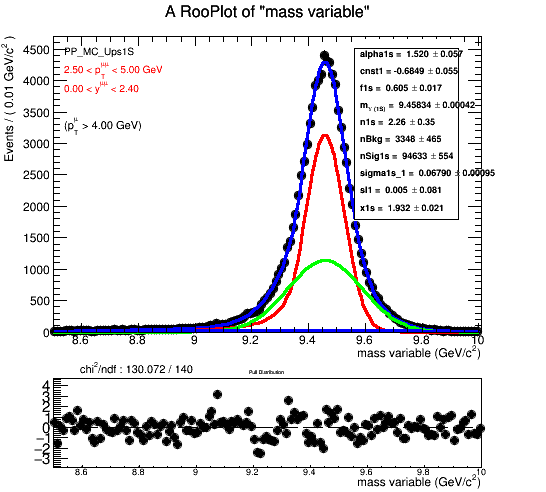 A RooPlot of "mass variable"
Events / ( 0.01 GeV/c² )
4500
4000
3500
3000
2500
2000
1500
1000
500
0
PP_MC_Ups1S
2.50 < p_T^μμ < 5.00 GeV
0.00 < y^μμ < 2.40
(p_T^μ > 4.00 GeV)
alpha1s = 1.520 ± 0.057
cnst1 = -0.6849 ± 0.055
f1s = 0.605 ± 0.017
m_ϒ(1S) = 9.45834 ± 0.00042
n1s = 2.26 ± 0.35
nBkg = 3348 ± 465
nSig1s = 94633 ± 554
sigma1s_1 = 0.06790 ± 0.00095
sl1 = 0.005 ± 0.081
x1s = 1.932 ± 0.021
8.6 8.8 9 9.2 9.4 9.6 9.8 10
mass variable (GeV/c²)
chi²/ndf : 130.072 / 140
Pull Distribution
4
3
2
1
0
−1
−2
−3
8.6 8.8 9 9.2 9.4 9.6 9.8 10
mass variable (GeV/c²)